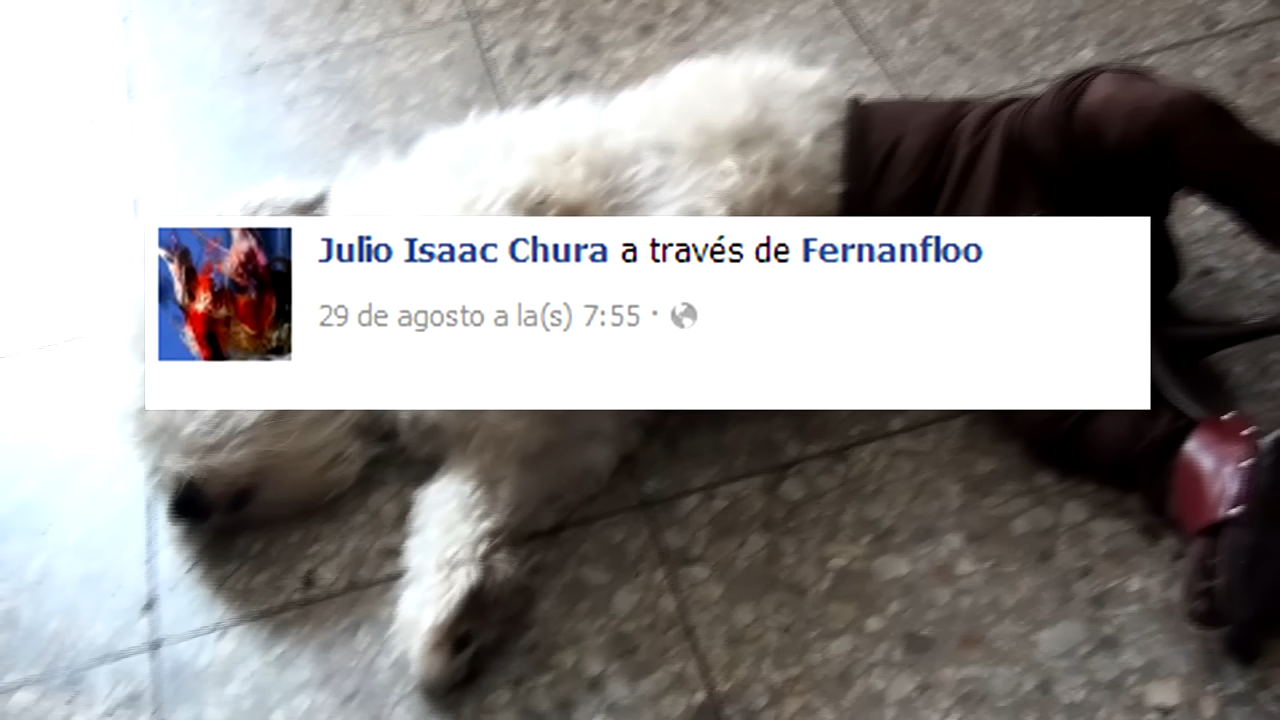 Julio Isaac Chura a través de Fernanfloo
29 de agosto a la(s) 7:55 ·